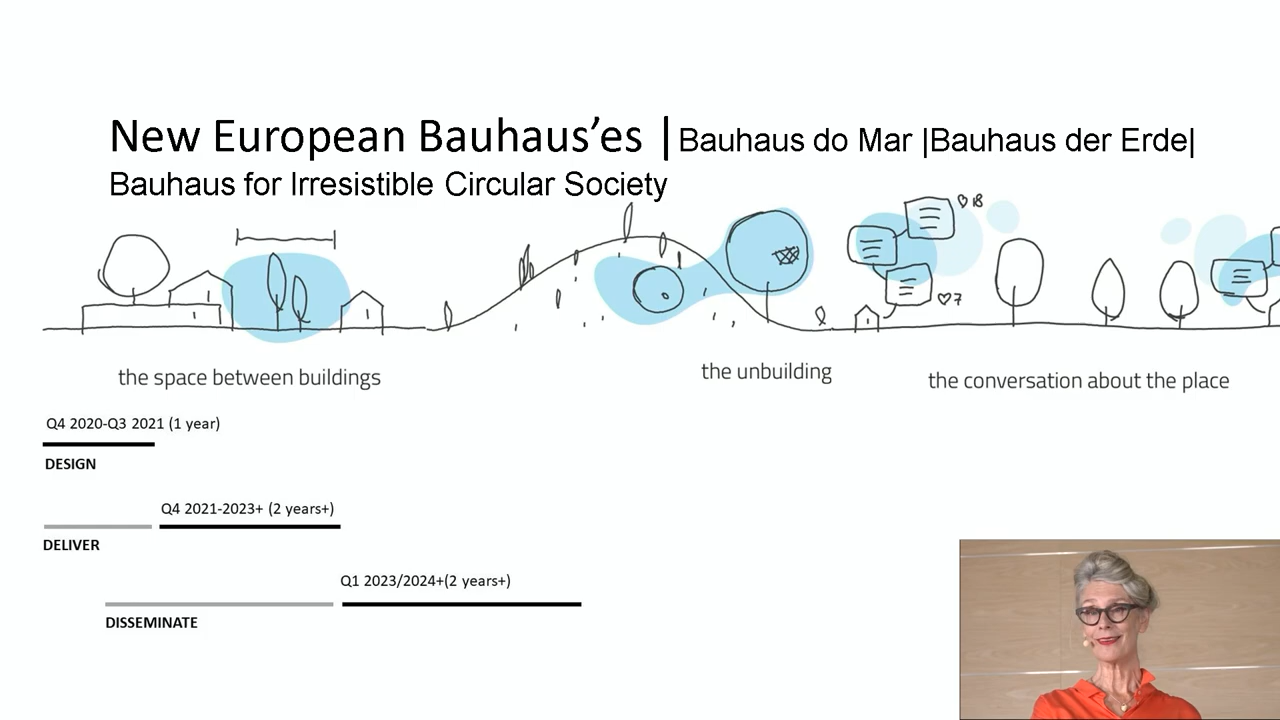 New European Bauhaus’es | Bauhaus do Mar |Bauhaus der Erde|
Bauhaus for Irresistible Circular Society
♡18
♡7
the space between buildings
the unbuilding
the conversation about the place
Q4 2020-Q3 2021 (1 year)
DESIGN
Q4 2021-2023+ (2 years+)
DELIVER
Q1 2023/2024+(2 years+)
DISSEMINATE